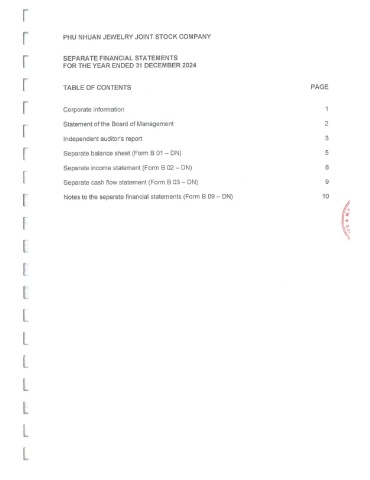 PHU NHUAN JEWELRY JOINT STOCK COMPANY
SEPARATE FINANCIAL STATEMENTS
FOR THE YEAR ENDED 31 DECEMBER 2024
TABLE OF CONTENTS PAGE
Corporate information 1
Statement of the Board of Management 2
Independent auditor's report 3
Separate balance sheet (Form B 01 – DN) 5
Separate income statement (Form B 02 – DN) 8
Separate cash flow statement (Form B 03 – DN) 9
Notes to the separate financial statements (Form B 09 – DN) 10